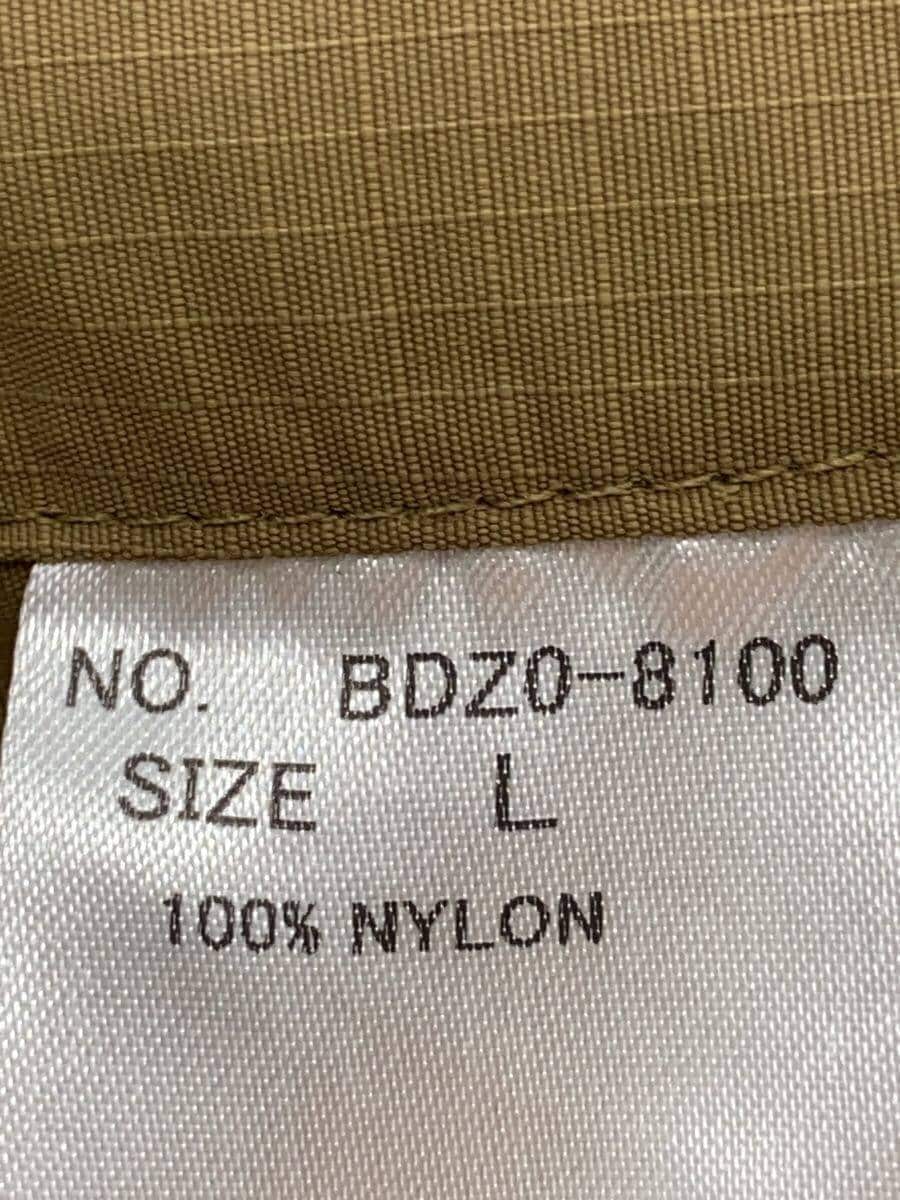 NO. BDZ0-8100
SIZE L
100% NYLON